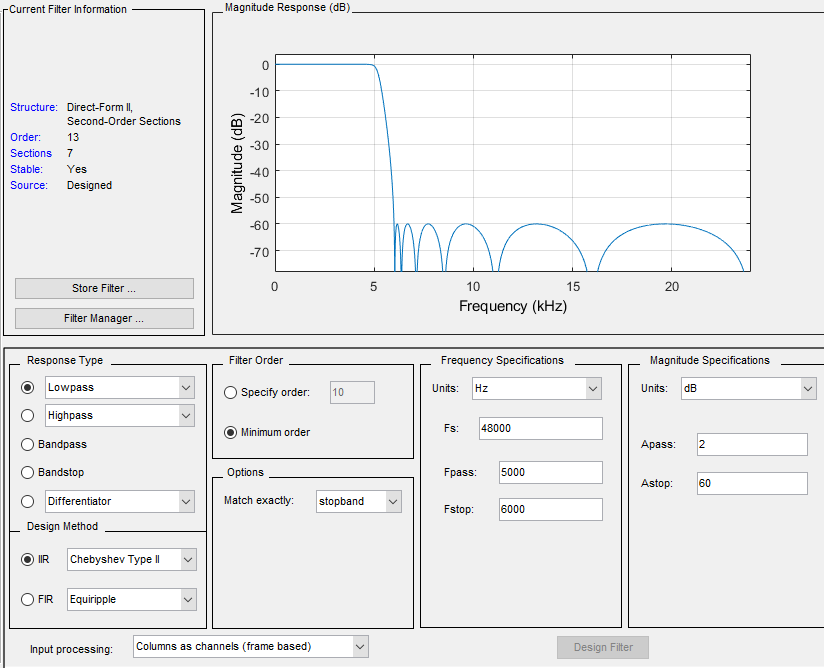 Current Filter Information
Structure: Direct-Form II,
Second-Order Sections
Order: 13
Sections 7
Stable: Yes
Source: Designed
Store Filter ...
Filter Manager ...
Magnitude Response (dB)
Magnitude (dB)
0
-10
-20
-30
-40
-50
-60
-70
0 5 10 15 20
Frequency (kHz)
Response Type
Lowpass
Highpass
Bandpass
Bandstop
Differentiator
Design Method
IIR Chebyshev Type II
FIR Equiripple
Filter Order
Specify order: 10
Minimum order
Options
Match exactly: stopband
Frequency Specifications
Units: Hz
Fs: 48000
Fpass: 5000
Fstop: 6000
Magnitude Specifications
Units: dB
Apass: 2
Astop: 60
Input processing: Columns as channels (frame based)
Design Filter